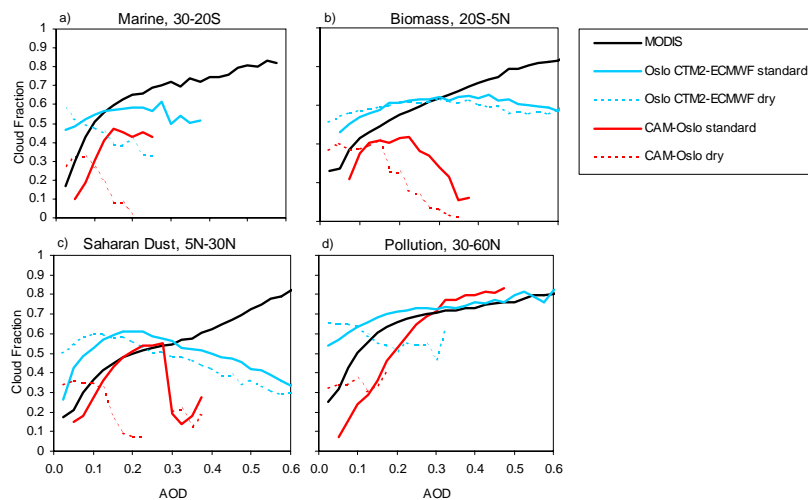 a) Marine, 30-20S
b) Biomass, 20S-5N
1
0.9
0.8
0.7
0.6
0.5
0.4
0.3
0.2
0.1
0
Cloud Fraction
MODIS
Oslo CTM2-ECMWF standard
Oslo CTM2-ECMWF dry
CAM-Oslo standard
CAM-Oslo dry
c) Saharan Dust, 5N-30N
d) Pollution, 30-60N
1
0.9
0.8
0.7
0.6
0.5
0.4
0.3
0.2
0.1
0
Cloud Fraction
0.0 0.1 0.2 0.3 0.4 0.5 0.6
0.0 0.1 0.2 0.3 0.4 0.5 0.6
AOD
AOD